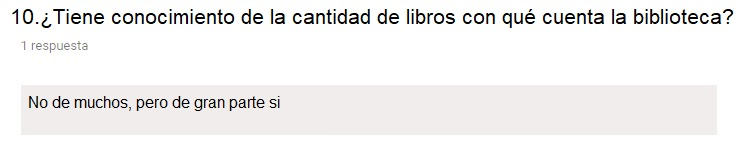 10.¿Tiene conocimiento de la cantidad de libros con qué cuenta la biblioteca?
1 respuesta
No de muchos, pero de gran parte si